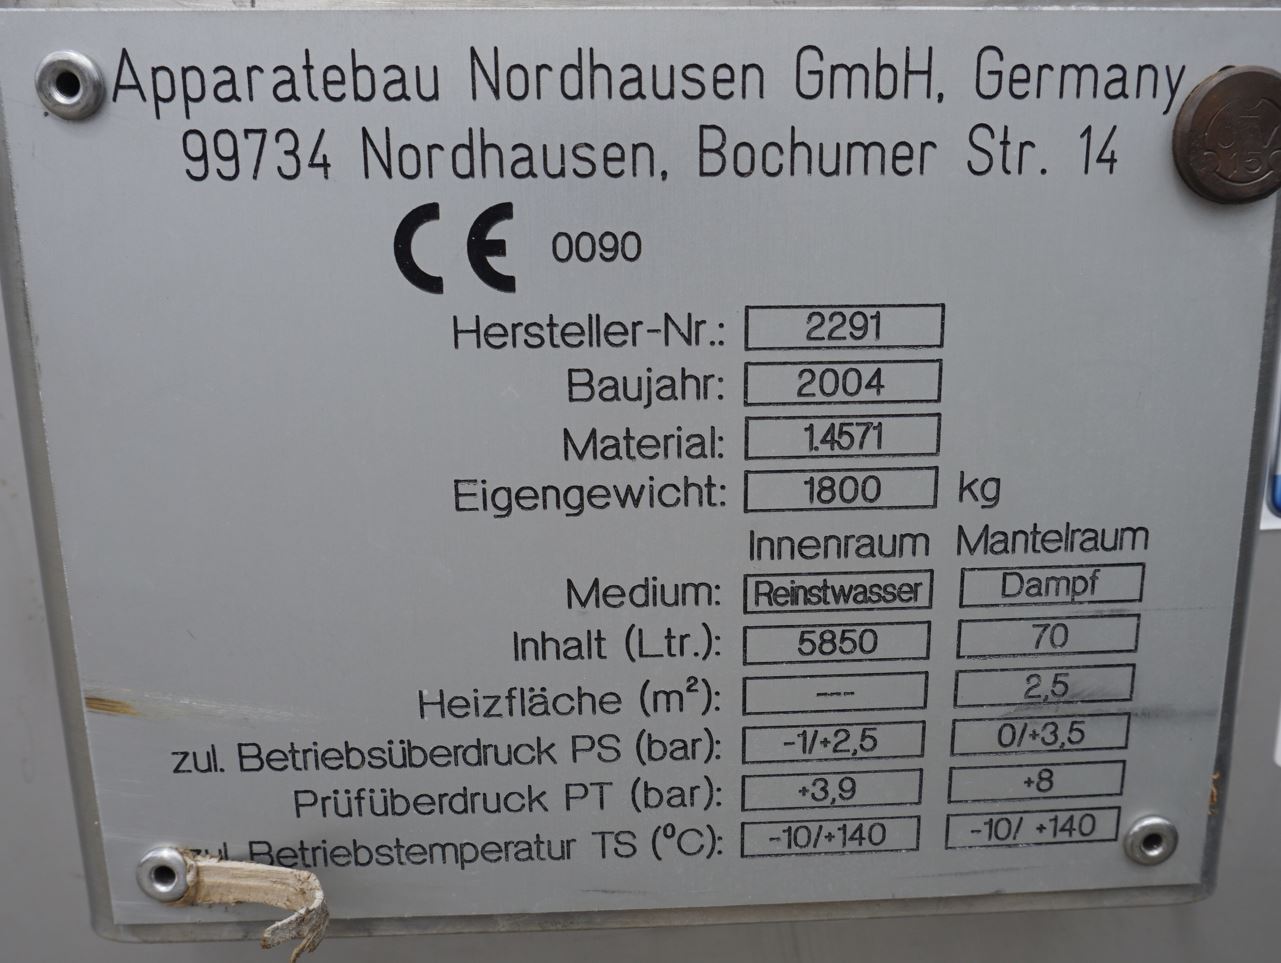 Apparatebau Nordhausen GmbH, Germany
99734 Nordhausen, Bochumer Str. 14
CE 0090
Hersteller-Nr.: 2291
Baujahr: 2004
Material: 1.4571
Eigengewicht: 1800 kg
Innenraum Mantelraum
Medium: Reinstwasser Dampf
Inhalt (Ltr.): 5850 70
Heizfläche (m²): --- 2,5
zul. Betriebsüberdruck PS (bar): -1/+2,5 0/+3,5
Prüfüberdruck PT (bar): +3,9 +8
zul. Betriebstemperatur TS (⁰C): -10/+140 -10/ +140